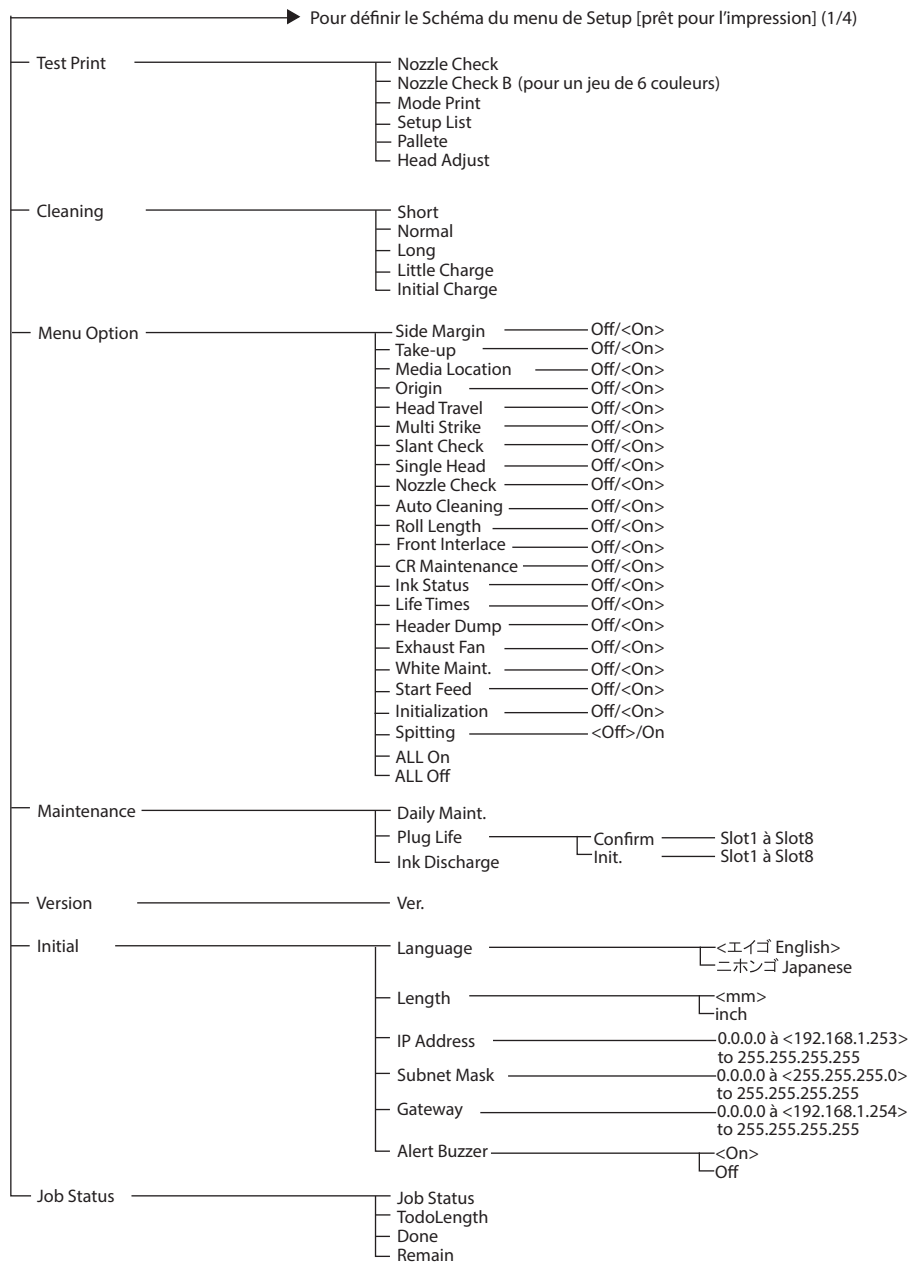 Pour définir le Schéma du menu de Setup [prêt pour l'impression] (1/4)
Test Print
Nozzle Check
Nozzle Check B (pour un jeu de 6 couleurs)
Mode Print
Setup List
Pallete
Head Adjust
Cleaning
Short
Normal
Long
Little Charge
Initial Charge
Menu Option
Side Margin Off/<On>
Take-up Off/<On>
Media Location Off/<On>
Origin Off/<On>
Head Travel Off/<On>
Multi Strike Off/<On>
Slant Check Off/<On>
Single Head Off/<On>
Nozzle Check Off/<On>
Auto Cleaning Off/<On>
Roll Length Off/<On>
Front Interlace Off/<On>
CR Maintenance Off/<On>
Ink Status Off/<On>
Life Times Off/<On>
Header Dump Off/<On>
Exhaust Fan Off/<On>
White Maint. Off/<On>
Start Feed Off/<On>
Initialization Off/<On>
Spitting <Off>/On
ALL On
ALL Off
Maintenance
Daily Maint.
Plug Life
Confirm Slot1 à Slot8
Init. Slot1 à Slot8
Ink Discharge
Version
Ver.
Initial
Language
<エイゴ English>
ニホンゴ Japanese
Length
<mm>
inch
IP Address
0.0.0.0 à <192.168.1.253>
to 255.255.255.255
Subnet Mask
0.0.0.0 à <255.255.255.0>
to 255.255.255.255
Gateway
0.0.0.0 à <192.168.1.254>
to 255.255.255.255
Alert Buzzer
<On>
Off
Job Status
Job Status
TodoLength
Done
Remain